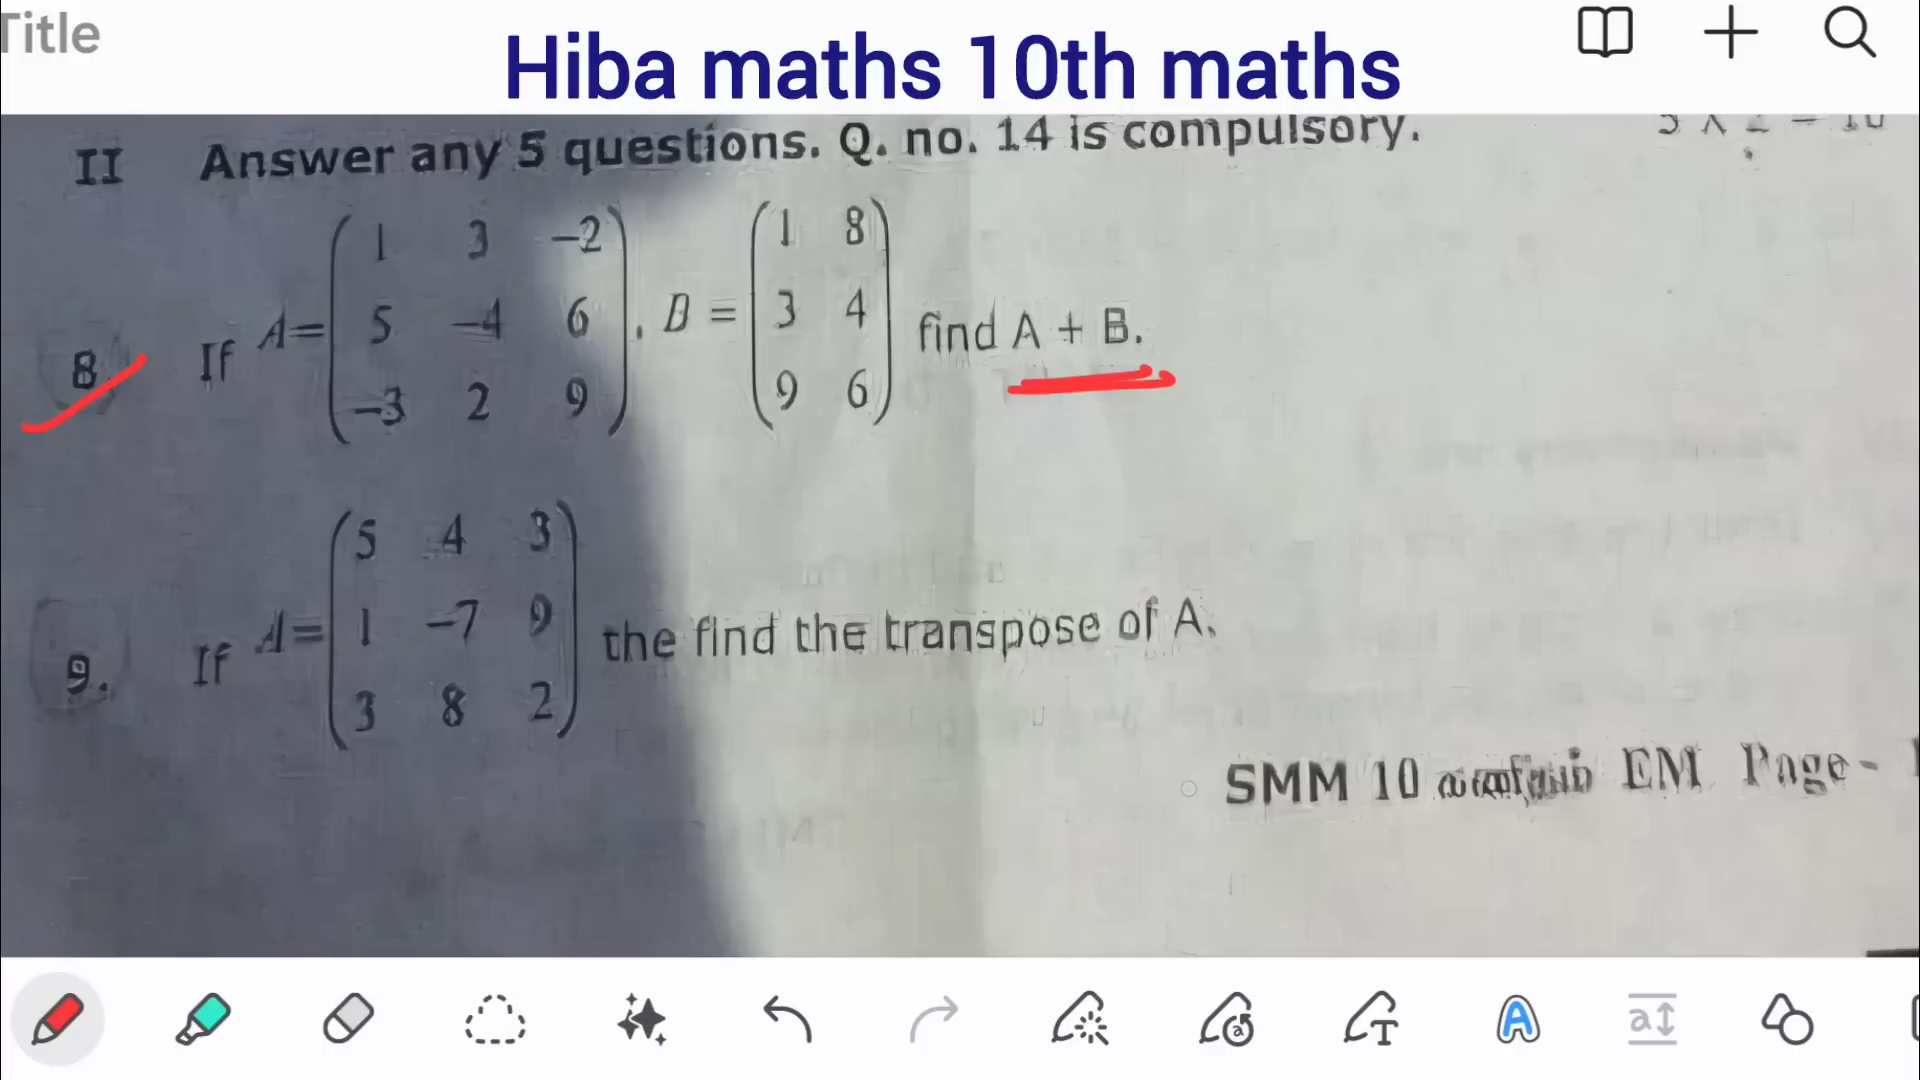 Title
Hiba maths 10th maths
II Answer any 5 questions. Q. no. 14 is compulsory.
8 If A= ( 1 3 −2 ; 5 −4 6 ; −3 2 9 ), B = ( 1 8 ; 3 4 ; 9 6 ) find A + B.
9. If A= ( 5 4 3 ; 1 −7 9 ; 3 8 2 ) the find the transpose of A.
SMM 10 EM Page-